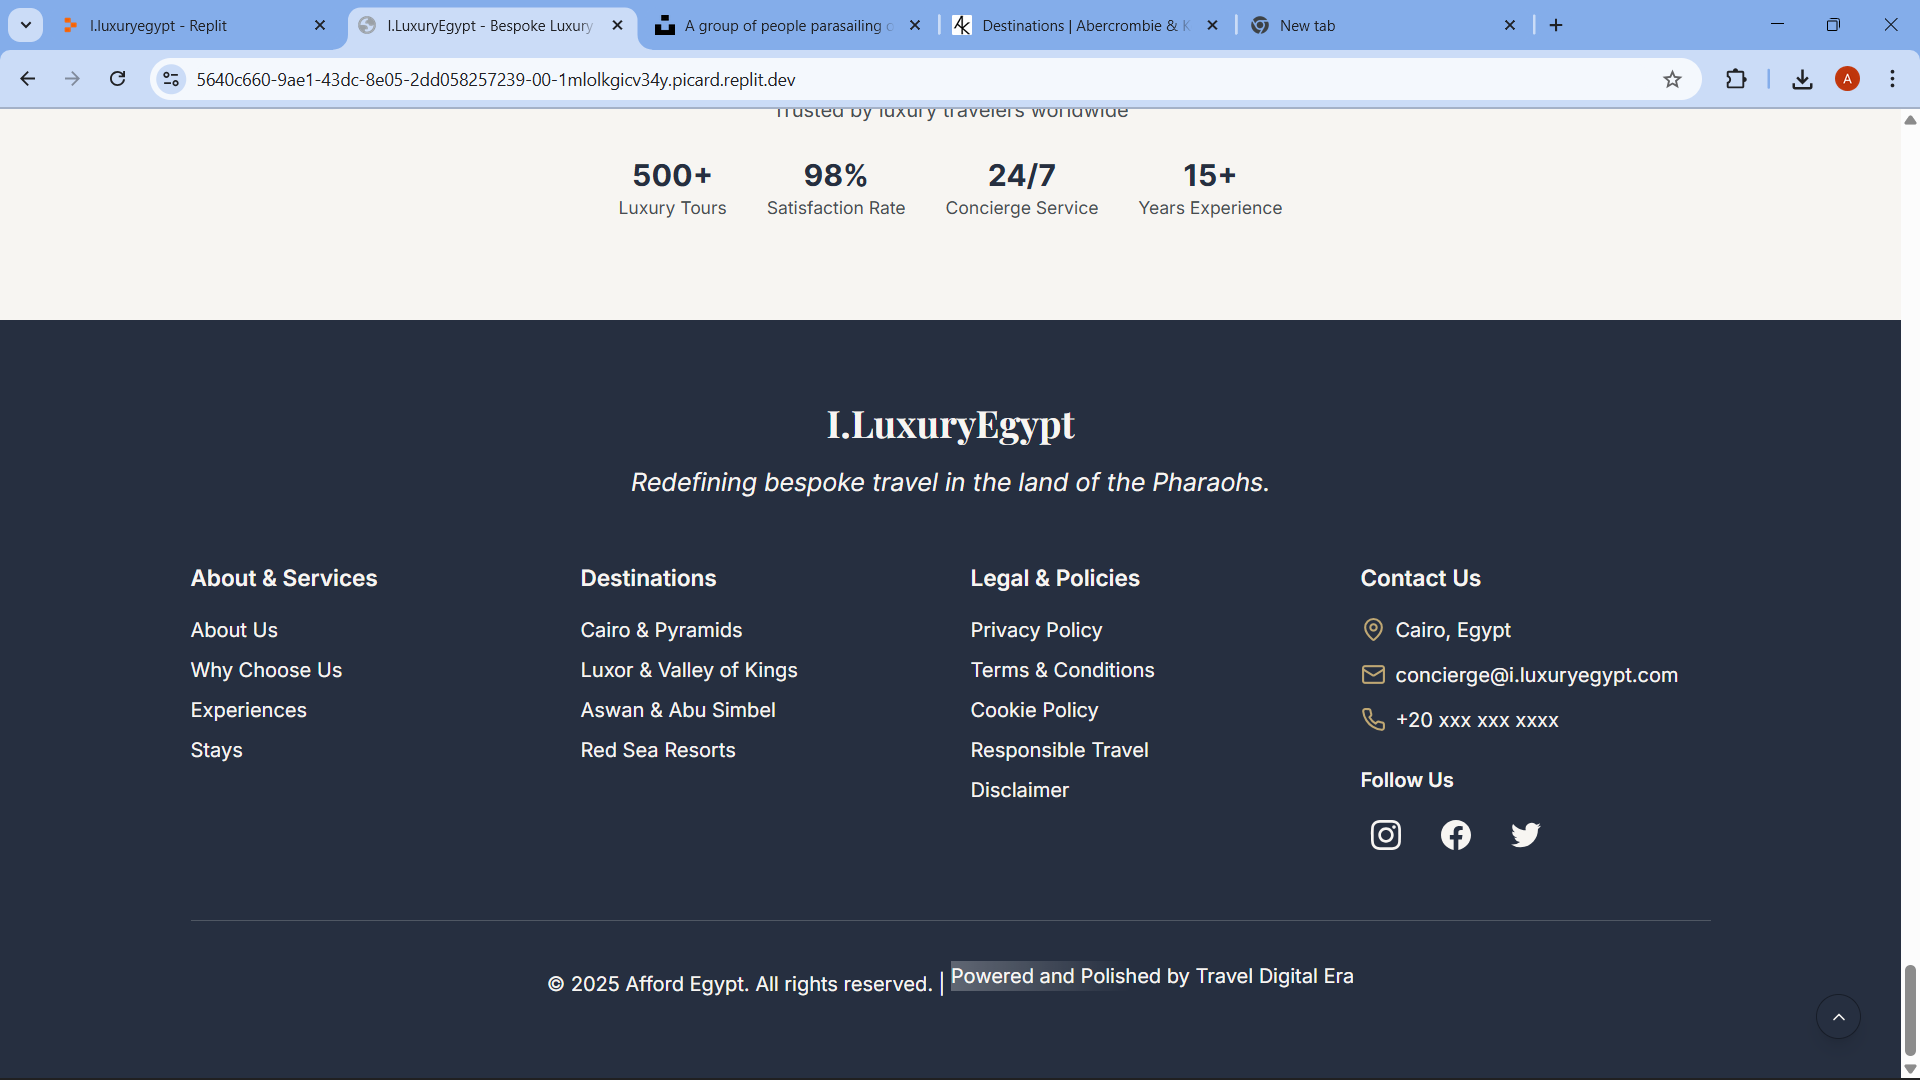 I.luxuryegypt - Replit
I.LuxuryEgypt - Bespoke Luxury
A group of people parasailing o
Destinations | Abercrombie & K
New tab
5640c660-9ae1-43dc-8e05-2dd058257239-00-1mlolkgicv34y.picard.replit.dev
A
Trusted by luxury travelers worldwide
500+
Luxury Tours
98%
Satisfaction Rate
24/7
Concierge Service
15+
Years Experience
I.LuxuryEgypt
Redefining bespoke travel in the land of the Pharaohs.
About & Services
About Us
Why Choose Us
Experiences
Stays
Destinations
Cairo & Pyramids
Luxor & Valley of Kings
Aswan & Abu Simbel
Red Sea Resorts
Legal & Policies
Privacy Policy
Terms & Conditions
Cookie Policy
Responsible Travel
Disclaimer
Contact Us
Cairo, Egypt
concierge@i.luxuryegypt.com
+20 xxx xxx xxxx
Follow Us
© 2025 Afford Egypt. All rights reserved. | Powered and Polished by Travel Digital Era